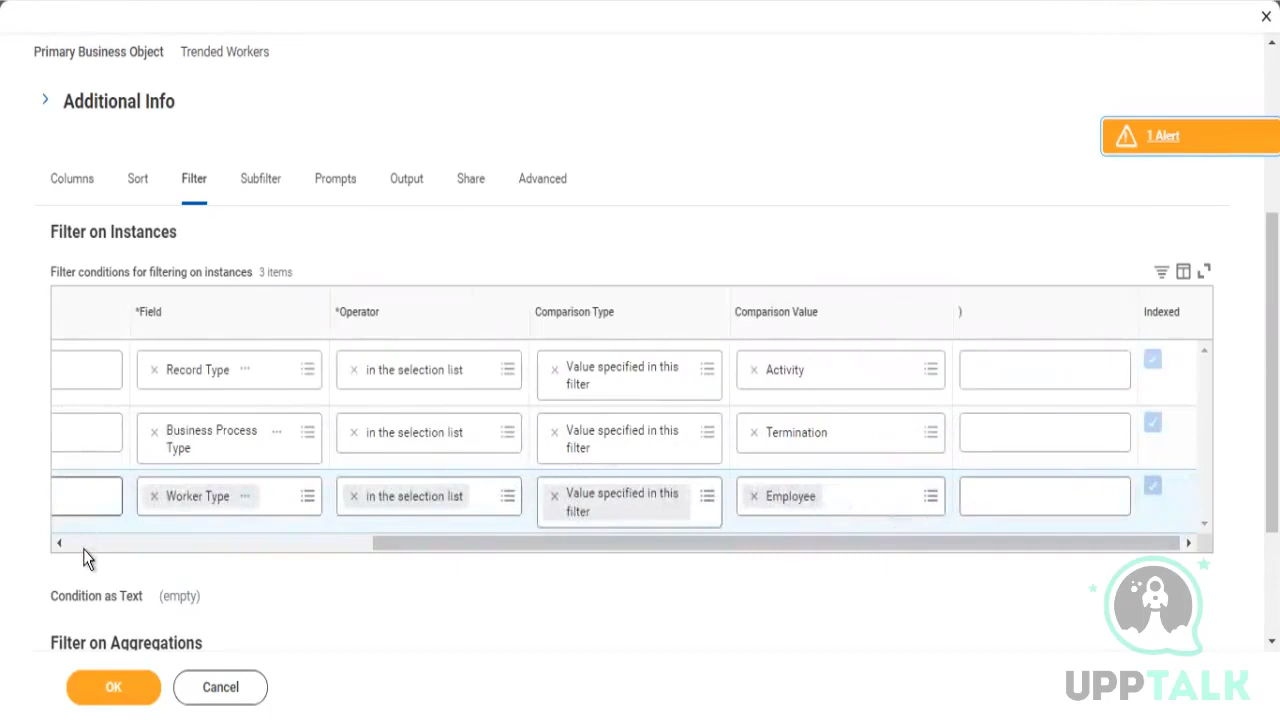 Primary Business Object Trended Workers
Additional Info
1 Alert
Columns Sort Filter Subfilter Prompts Output Share Advanced
Filter on Instances
Filter conditions for filtering on instances 3 items
*Field *Operator Comparison Type Comparison Value ) Indexed
Record Type in the selection list Value specified in this filter Activity
Business Process Type in the selection list Value specified in this filter Termination
Worker Type in the selection list Value specified in this filter Employee
Condition as Text (empty)
Filter on Aggregations
OK Cancel
UPPTALK